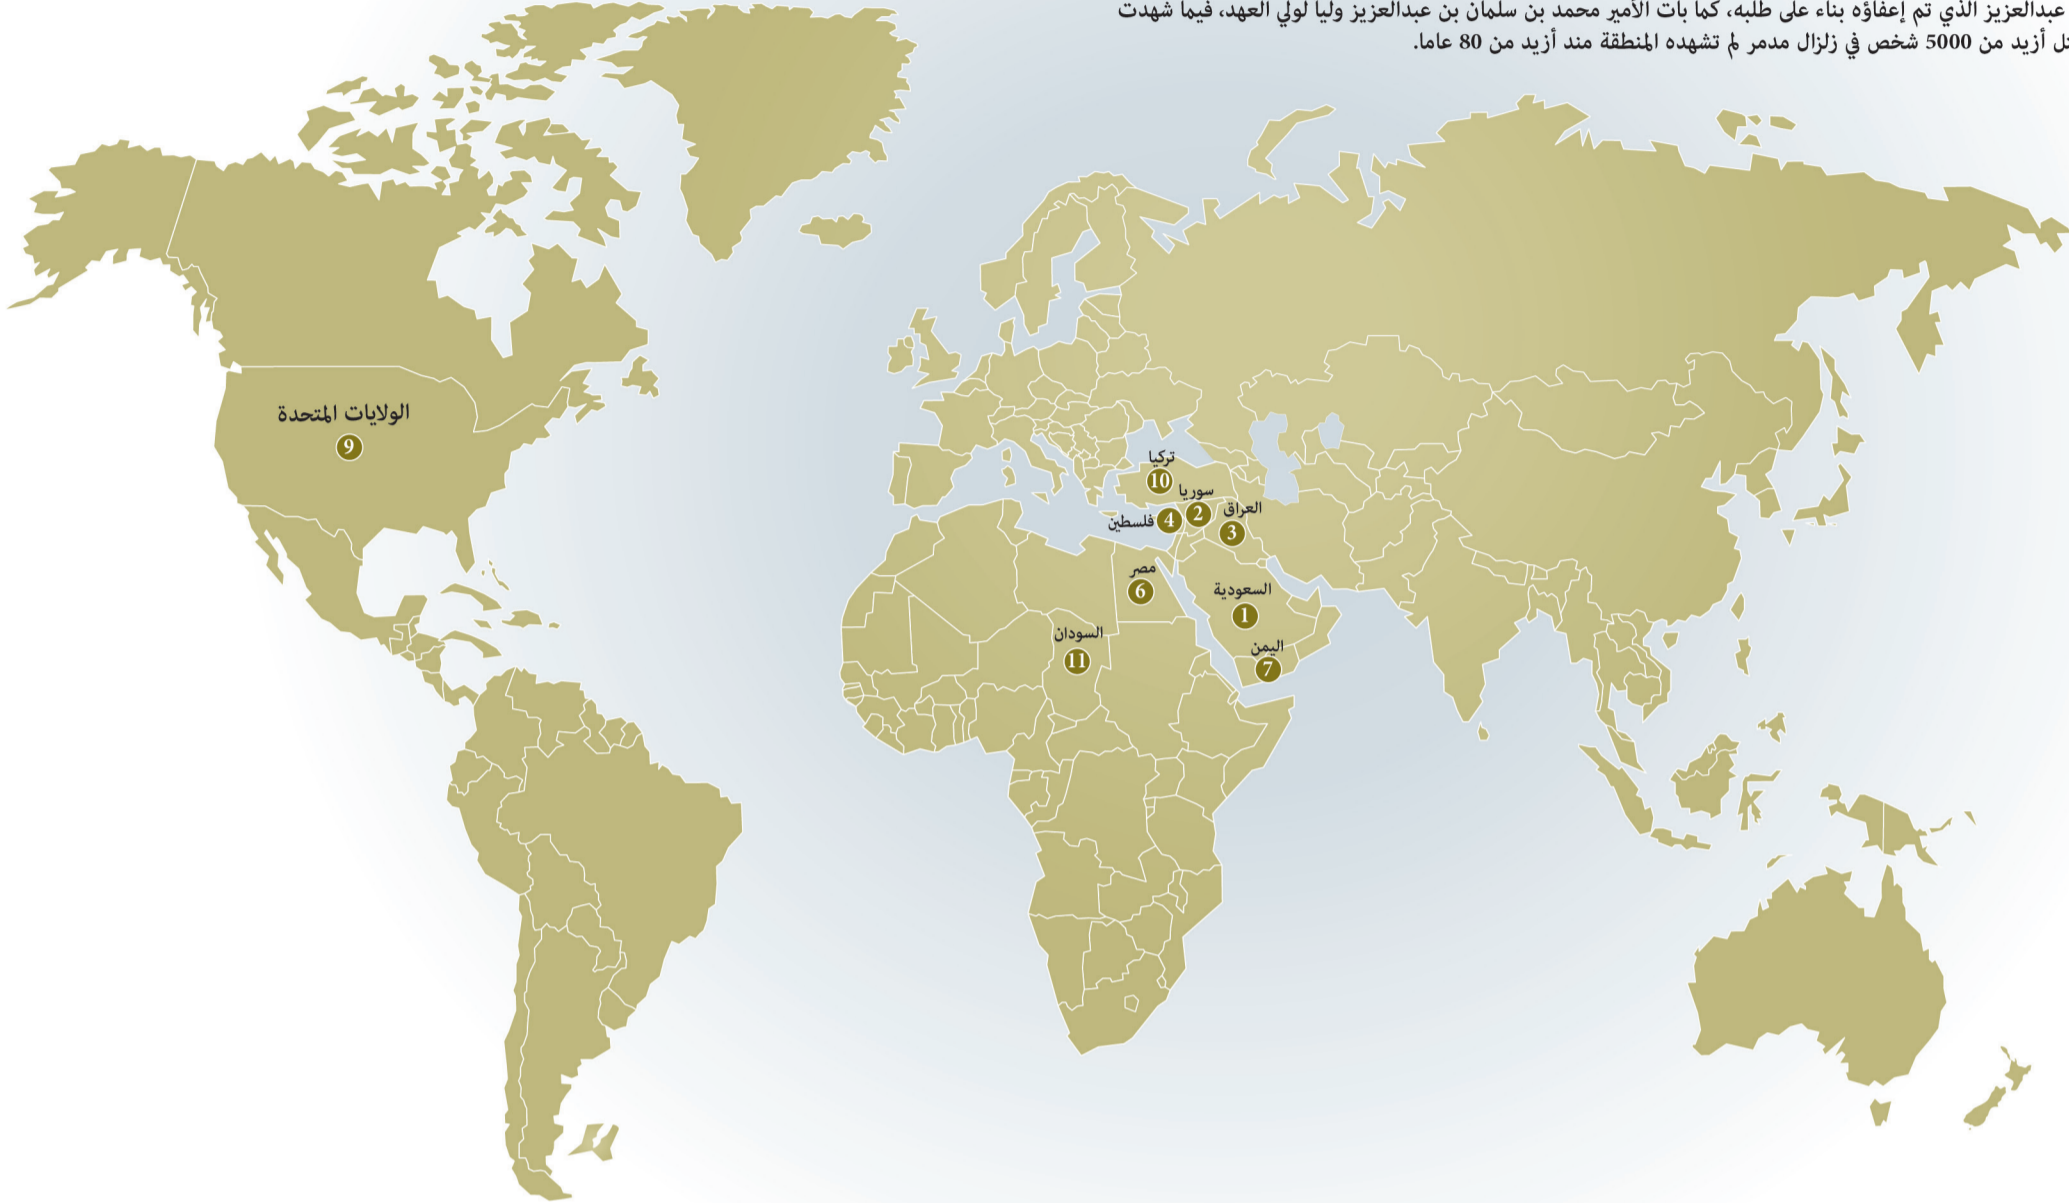 عبدالعزيز الذي تم إعفاؤه بناء على طلبه، كما بات الأمير محمد بن سلمان بن عبدالعزيز وليا لولي العهد، فيما شهدت
أزيد من 5000 شخص في زلزال مدمر لم تشهده المنطقة مند أزيد من 80 عاما.
الولايات المتحدة
9
تركيا
10
سوريا
2
العراق
3
فلسطين
4
مصر
6
السعودية
1
السودان
11
اليمن
7